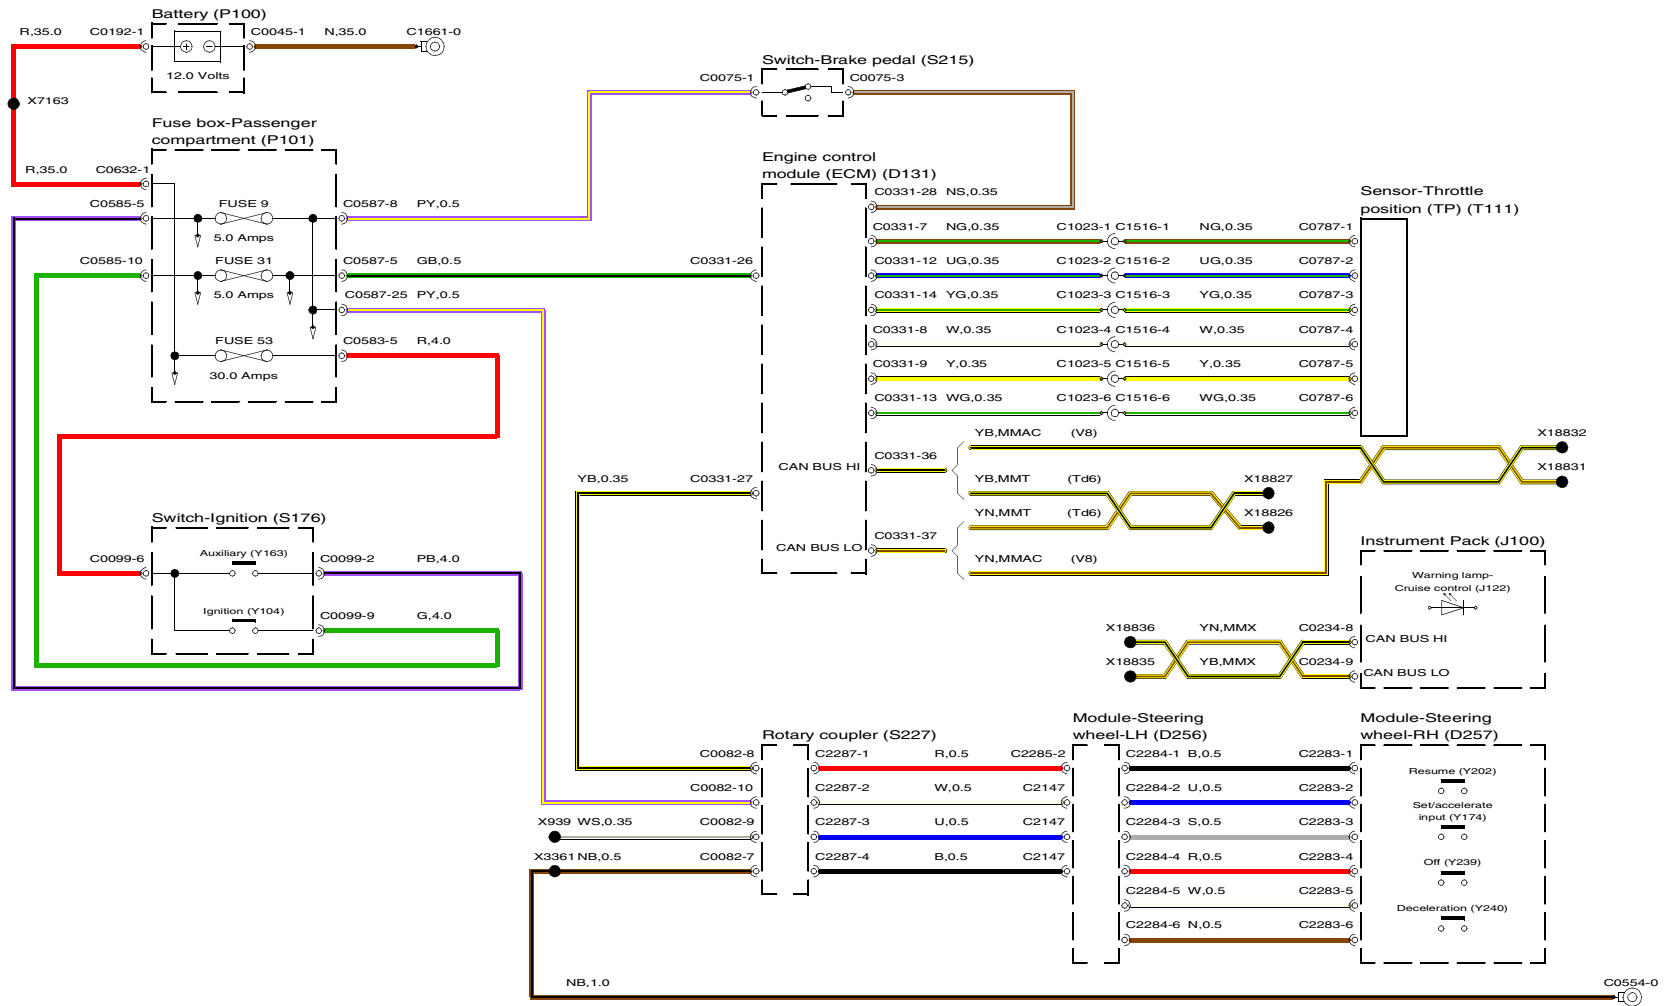 Battery (P100)
R,35.0 C0192-1 C0045-1 N,35.0 C1661-0
12.0 Volts
X7163
Fuse box-Passenger
compartment (P101)
R,35.0 C0632-1
C0585-5 FUSE 9 C0587-8 PY,0.5
5.0 Amps
C0585-10 FUSE 31 C0587-5 GB,0.5 C0331-26
5.0 Amps
C0587-25 PY,0.5
FUSE 53 C0583-5 R,4.0
30.0 Amps
Switch-Ignition (S176)
C0099-6 Auxiliary (Y163) C0099-2 PB,4.0
Ignition (Y104) C0099-9 G,4.0
Switch-Brake pedal (S215)
C0075-1 C0075-3
Engine control
module (ECM) (D131)
C0331-28 NS,0.35
Sensor-Throttle
position (TP) (T111)
C0331-7 NG,0.35 C1023-1 C1516-1 NG,0.35 C0787-1
C0331-12 UG,0.35 C1023-2 C1516-2 UG,0.35 C0787-2
C0331-14 YG,0.35 C1023-3 C1516-3 YG,0.35 C0787-3
C0331-8 W,0.35 C1023-4 C1516-4 W,0.35 C0787-4
C0331-9 Y,0.35 C1023-5 C1516-5 Y,0.35 C0787-5
C0331-13 WG,0.35 C1023-6 C1516-6 WG,0.35 C0787-6
YB,MMAC (V8) X18832
CAN BUS HI C0331-36
X18831
YB,0.35 C0331-27 YB,MMT (Td6) X18827
YN,MMT (Td6) X18826
CAN BUS LO C0331-37
YN,MMAC (V8)
Instrument Pack (J100)
Warning lamp-
Cruise control (J122)
X18836 YN,MMX C0234-8 CAN BUS HI
X18835 YB,MMX C0234-9 CAN BUS LO
Rotary coupler (S227)
Module-Steering
wheel-LH (D256)
Module-Steering
wheel-RH (D257)
C0082-8 C2287-1 R,0.5 C2285-2 C2284-1 B,0.5 C2283-1
Resume (Y202)
C0082-10 C2287-2 W,0.5 C2147 C2284-2 U,0.5 C2283-2
Set/accelerate
input (Y174)
X939 WS,0.35 C0082-9 C2287-3 U,0.5 C2147 C2284-3 S,0.5 C2283-3
X3361 NB,0.5 C0082-7 C2287-4 B,0.5 C2147 C2284-4 R,0.5 C2283-4
Off (Y239)
C2284-5 W,0.5 C2283-5
Deceleration (Y240)
C2284-6 N,0.5 C2283-6
NB,1.0 C0554-0